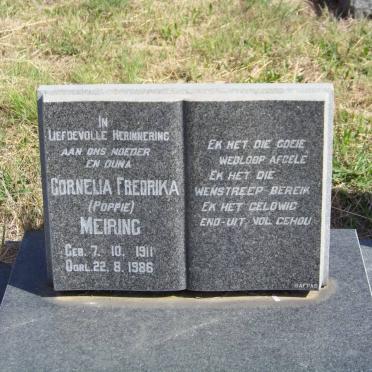 IN
LIEFDEVOLLE HERINNERING
AAN ONS MOEDER
EN OUMA
CORNELIA FREDRIKA
(POPPIE)
MEIRING
GEB. 7. 10. 1911
OORL. 22. 8. 1986
EK HET DIE GOEIE
WEDLOOP AFGELÊ
EK HET DIE
WENSTREEP BEREIK
EK HET GELOWIG
END-UIT VOL GEHOU